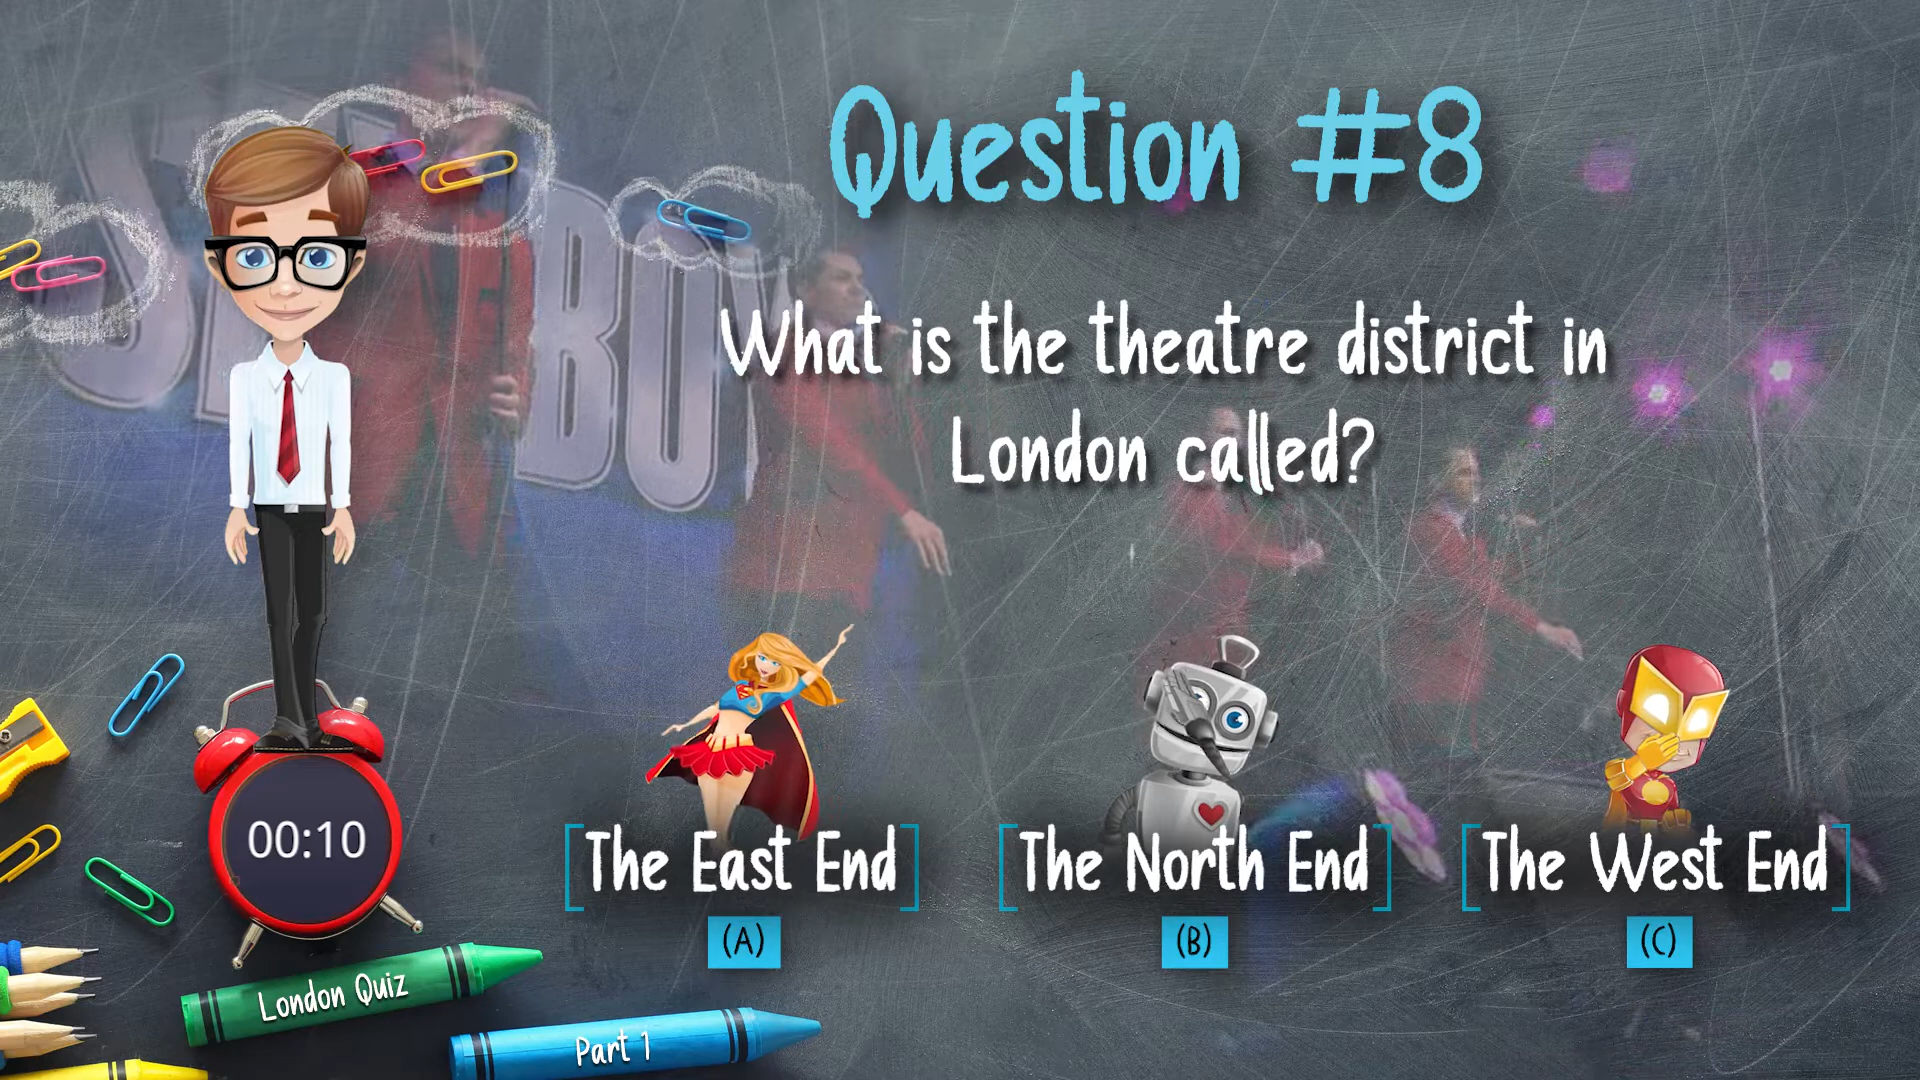 Question #8
What is the theatre district in
London called?
00:10
The East End
(A)
The North End
(B)
The West End
(C)
London Quiz
Part 1